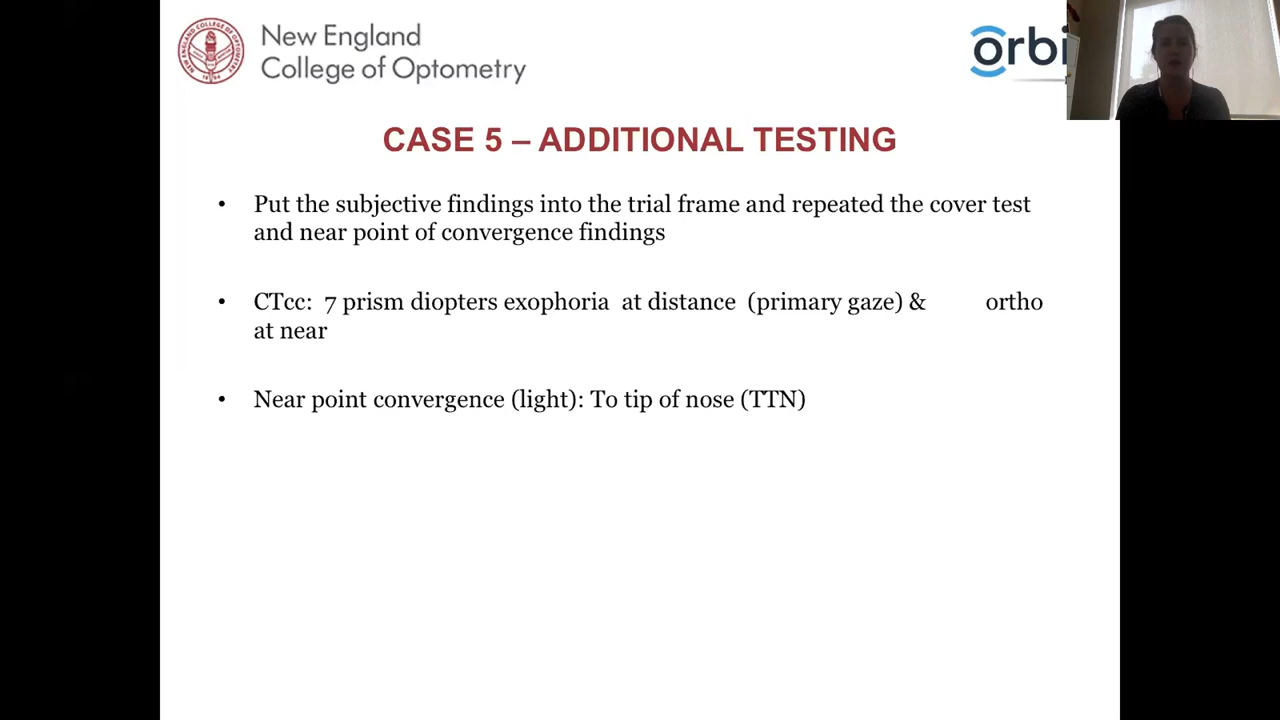 New England
College of Optometry
orbi
CASE 5 – ADDITIONAL TESTING
• Put the subjective findings into the trial frame and repeated the cover test
and near point of convergence findings
• CTcc: 7 prism diopters exophoria at distance (primary gaze) & ortho
at near
• Near point convergence (light): To tip of nose (TTN)